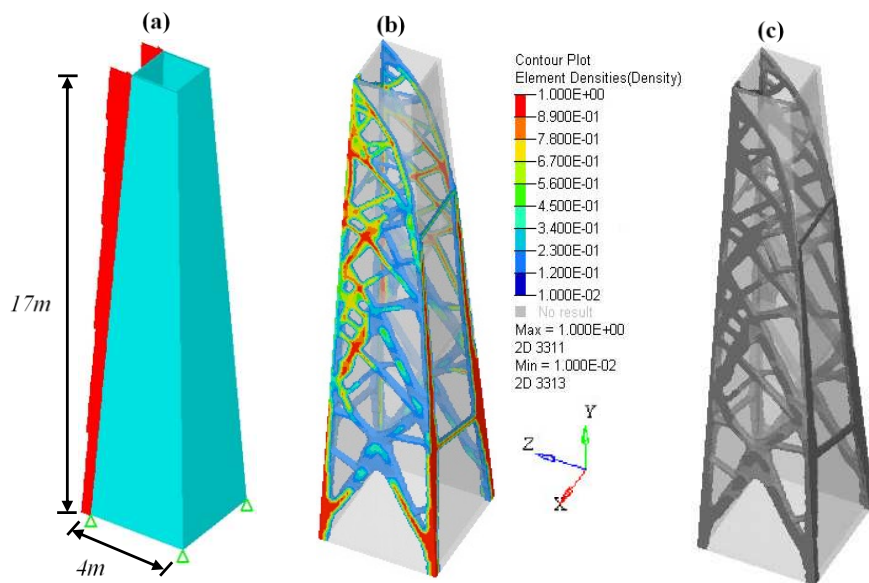 (a)
(b)
(c)
17m
4m
Contour Plot
Element Densities(Density)
1.000E+00
8.900E-01
7.800E-01
6.700E-01
5.600E-01
4.500E-01
3.400E-01
2.300E-01
1.200E-01
1.000E-02
No result
Max = 1.000E+00
2D 3311
Min = 1.000E-02
2D 3313
Y
Z
X